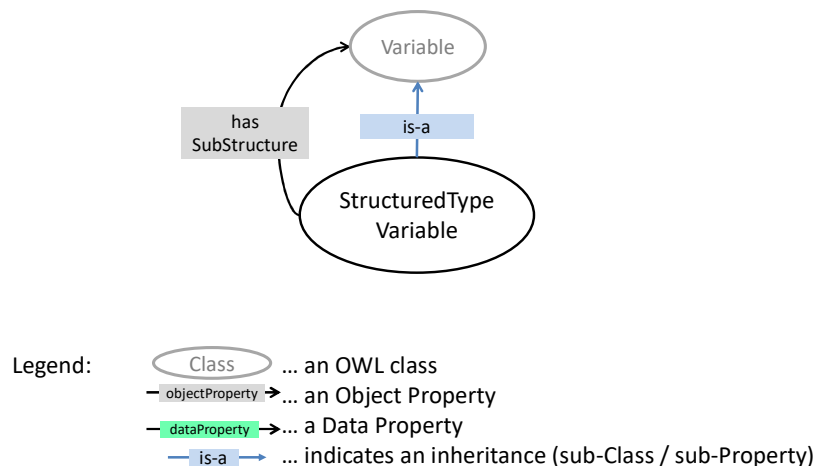 Variable
has
SubStructure
is-a
StructuredType
Variable
Legend:
Class ... an OWL class
objectProperty ... an Object Property
dataProperty ... a Data Property
is-a ... indicates an inheritance (sub-Class / sub-Property)